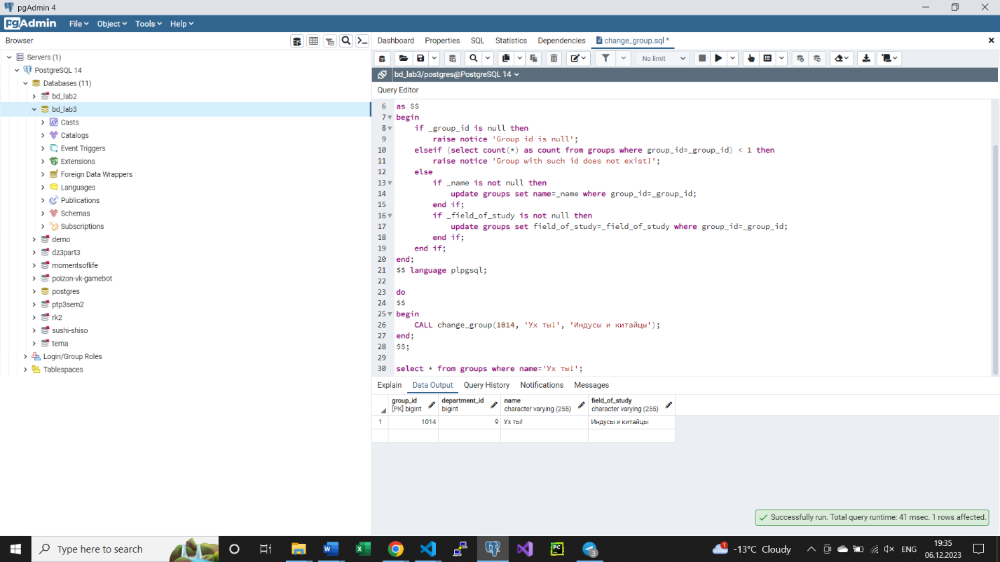 pgAdmin 4
pgAdmin
File
Object
Tools
Help
Browser
Servers (1)
PostgreSQL 14
Databases (11)
bd_lab2
bd_lab3
Casts
Catalogs
Event Triggers
Extensions
Foreign Data Wrappers
Languages
Publications
Schemas
Subscriptions
demo
dz3part3
momentsoflife
poizon-vk-gamebot
postgres
ptp3sem2
rk2
sushi-shiso
tema
Login/Group Roles
Tablespaces
Dashboard Properties SQL Statistics Dependencies change_group.sql *
No limit
bd_lab3/postgres@PostgreSQL 14
Query Editor
6 as $$
7 begin
8 if _group_id is null then
9 raise notice 'Group id is null';
10 elseif (select count(*) as count from groups where group_id=_group_id) < 1 then
11 raise notice 'Group with such id does not exist!';
12 else
13 if _name is not null then
14 update groups set name=_name where group_id=_group_id;
15 end if;
16 if _field_of_study is not null then
17 update groups set field_of_study=_field_of_study where group_id=_group_id;
18 end if;
19 end if;
20 end;
21 $$ language plpgsql;
22
23 do
24 $$
25 begin
26 CALL change_group(1014, 'Ух ты!', 'Индусы и китайцы');
27 end;
28 $$;
29
30 select * from groups where name='Ух ты!';
Explain Data Output Query History Notifications Messages
group_id department_id name field_of_study
[PK] bigint bigint character varying (255) character varying (255)
1 1014 9 Ух ты! Индусы и китайцы
Successfully run. Total query runtime: 41 msec. 1 rows affected.
Type here to search
3
1
-13°C Cloudy
ENG
19:35
06.12.2023